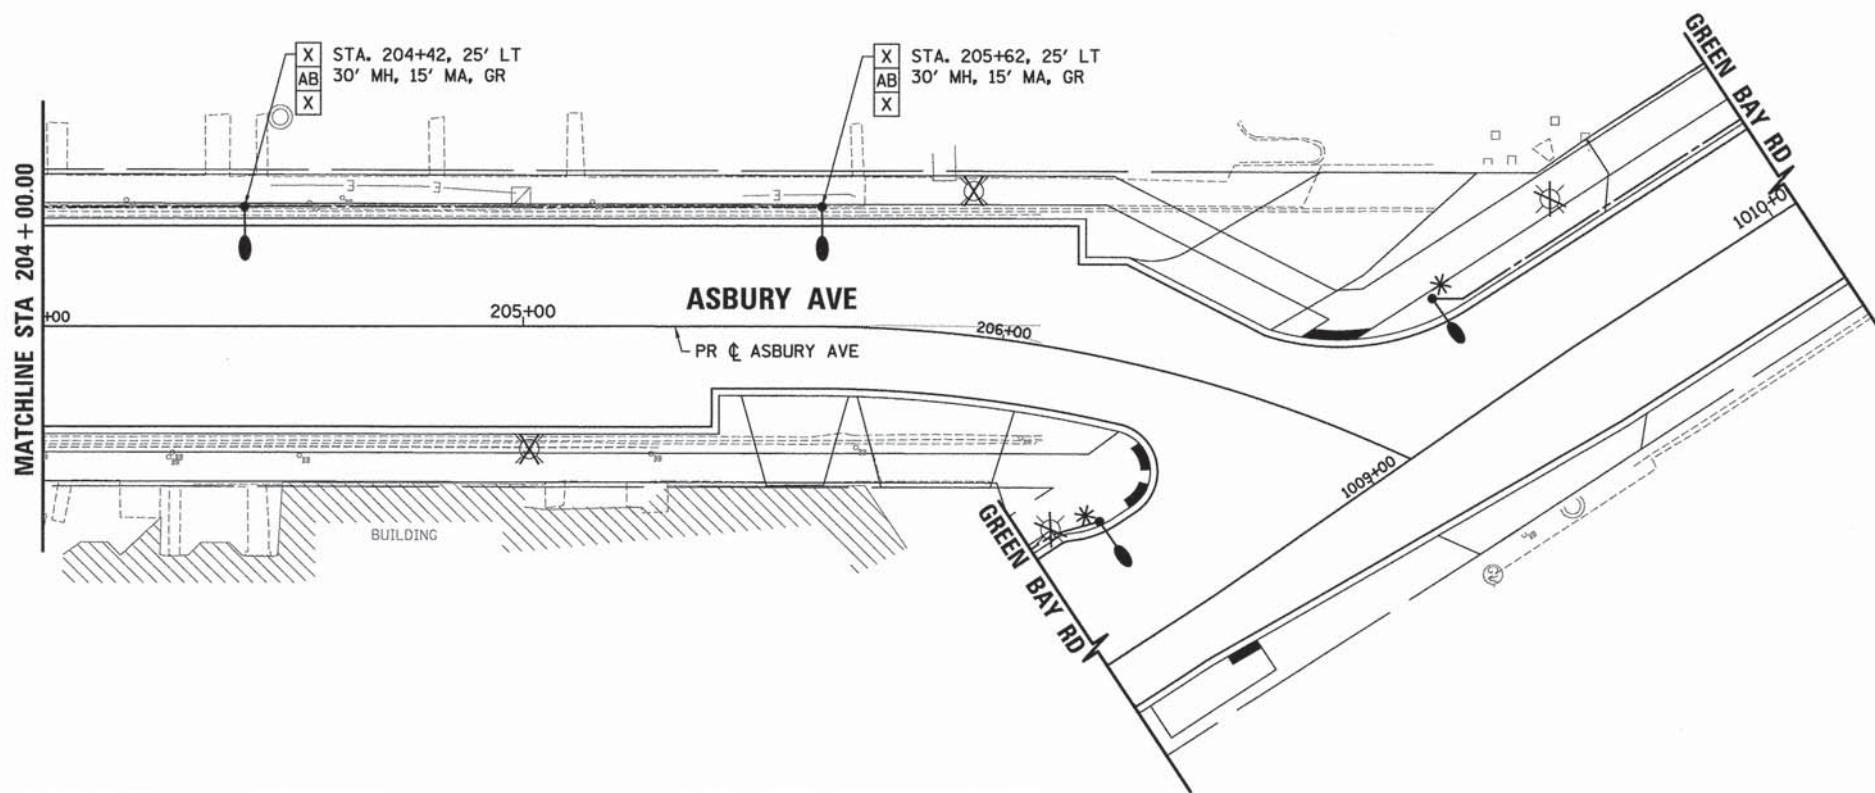 X STA. 204+42, 25' LT
AB 30' MH, 15' MA, GR
X
X STA. 205+62, 25' LT
AB 30' MH, 15' MA, GR
X
GREEN BAY RD
MATCHLINE STA 204+00.00
E
E
E
1010+0
+00
205+00
ASBURY AVE
206+00
PR ℄ ASBURY AVE
1009+00
BUILDING
GREEN BAY RD